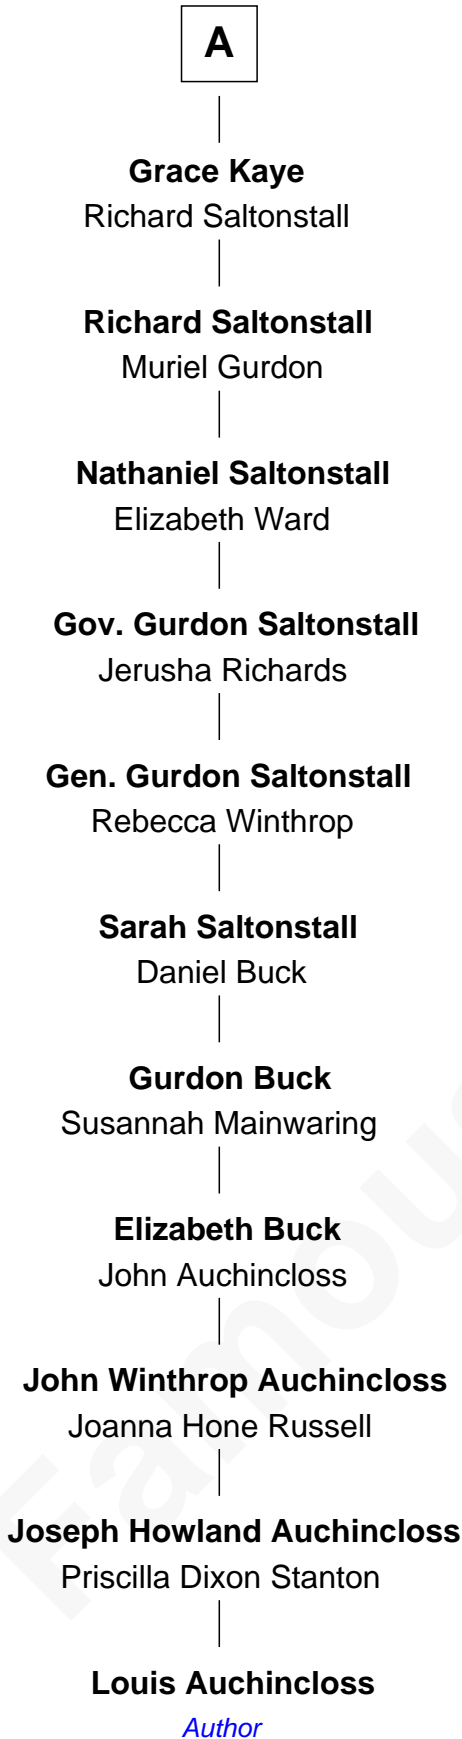 A
Grace Kaye
Richard Saltonstall
Richard Saltonstall
Muriel Gurdon
Nathaniel Saltonstall
Elizabeth Ward
Gov. Gurdon Saltonstall
Jerusha Richards
Gen. Gurdon Saltonstall
Rebecca Winthrop
Sarah Saltonstall
Daniel Buck
Gurdon Buck
Susannah Mainwaring
Elizabeth Buck
John Auchincloss
John Winthrop Auchincloss
Joanna Hone Russell
Joseph Howland Auchincloss
Priscilla Dixon Stanton
Louis Auchincloss
Author